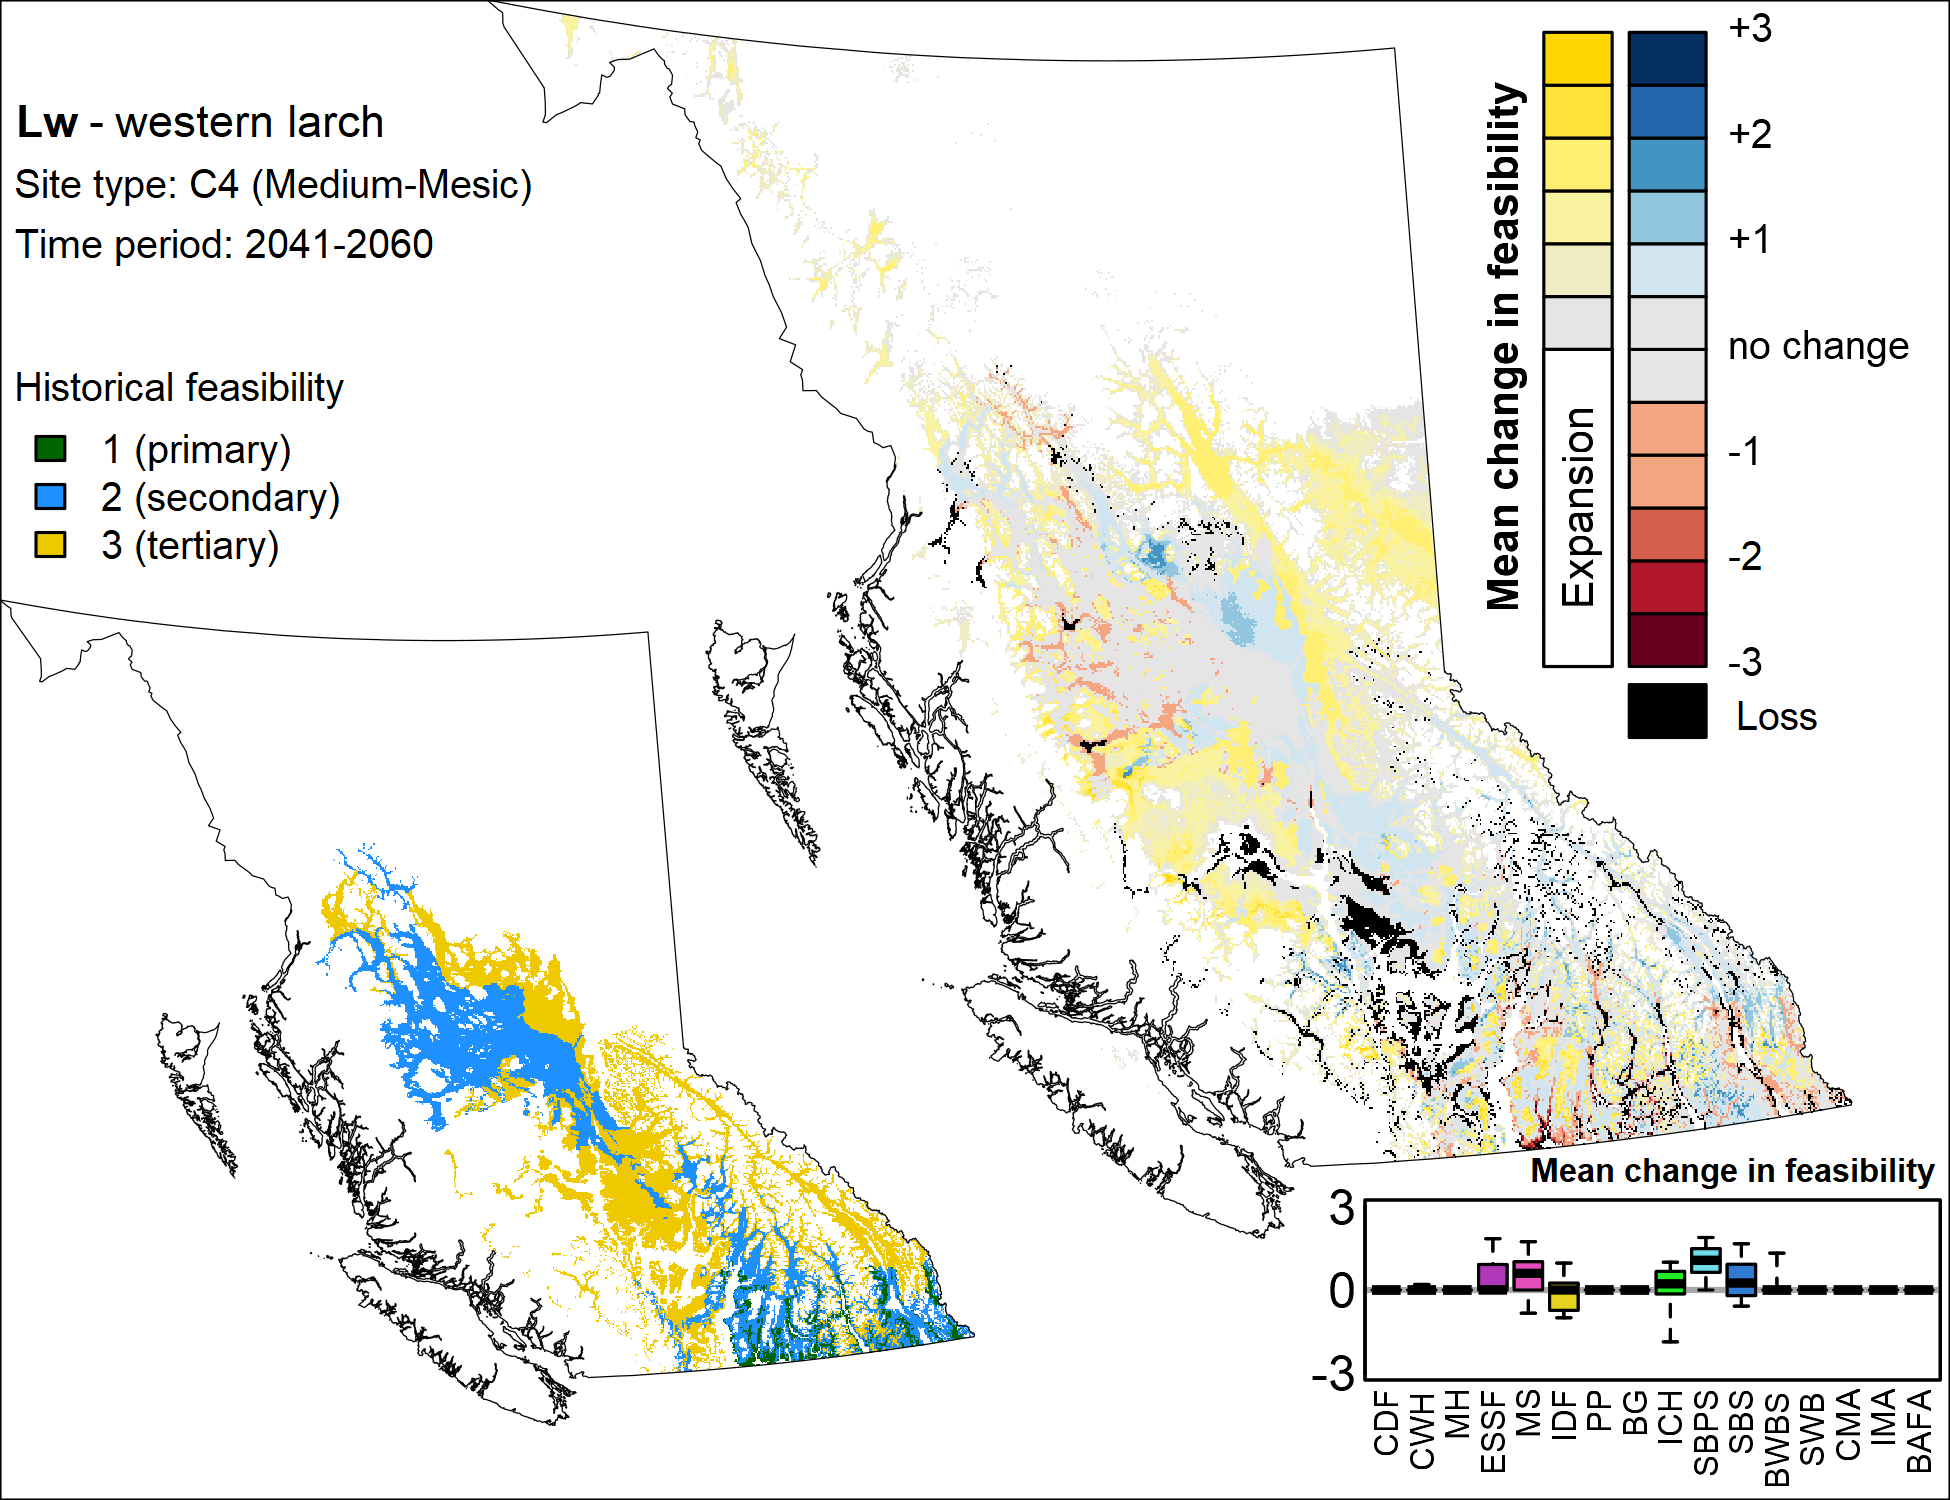 Lw - western larch
Site type: C4 (Medium-Mesic)
Time period: 2041-2060
Historical feasibility
1 (primary)
2 (secondary)
3 (tertiary)
Mean change in feasibility
Expansion
+3
+2
+1
no change
-1
-2
-3
Loss
Mean change in feasibility
3
0
-3
CDF
CWH
MH
ESSF
MS
IDF
PP
BG
ICH
SBPS
SBS
BWBS
SWB
CMA
IMA
BAFA